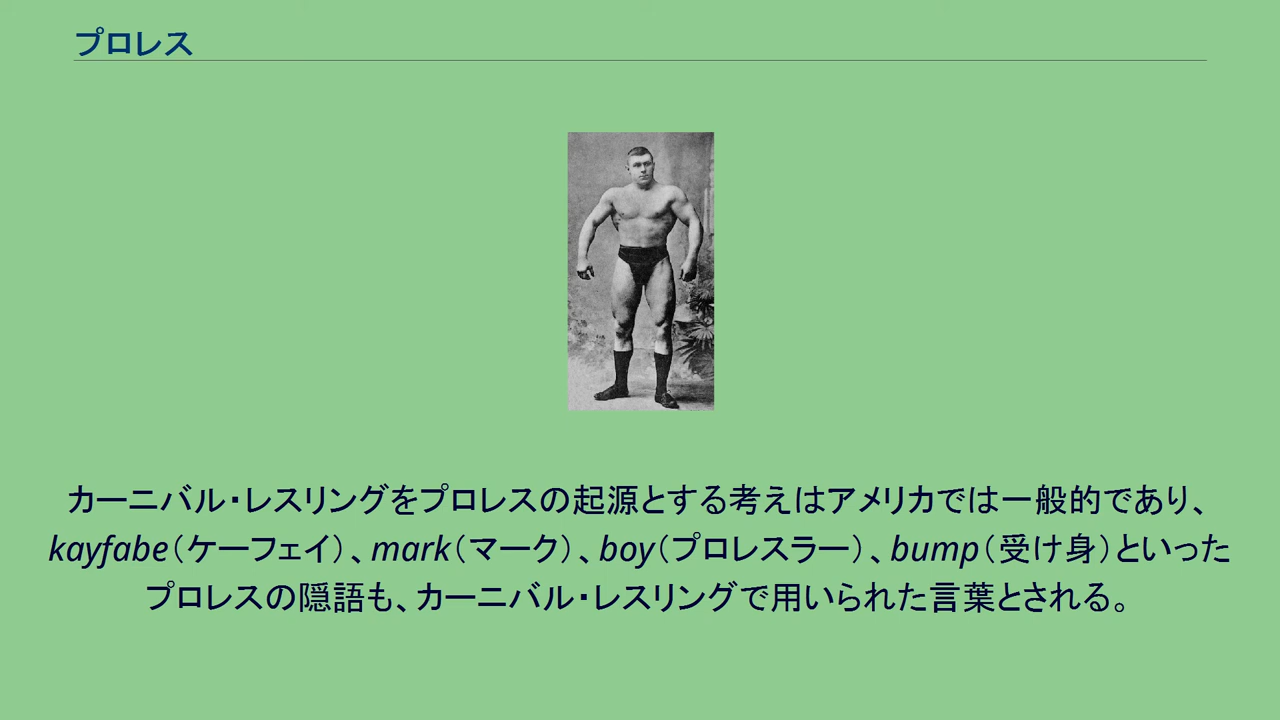 プロレス
カーニバル・レスリングをプロレスの起源とする考えはアメリカでは一般的であり、
kayfabe（ケーフェイ）、mark（マーク）、boy（プロレスラー）、bump（受け身）といった
プロレスの隠語も、カーニバル・レスリングで用いられた言葉とされる。